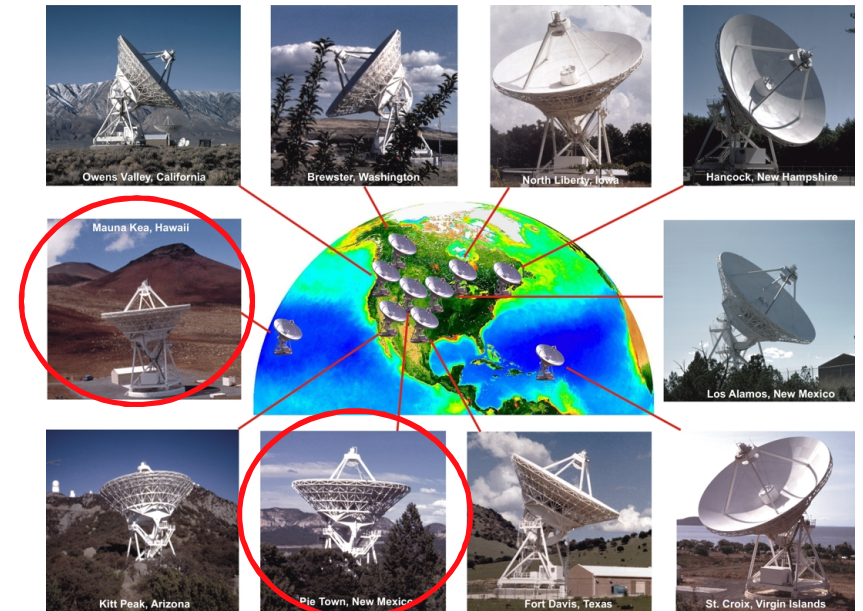 Owens Valley, California
Brewster, Washington
North Liberty, Iowa
Hancock, New Hampshire
Mauna Kea, Hawaii
Los Alamos, New Mexico
Kitt Peak, Arizona
Pie Town, New Mexico
Fort Davis, Texas
St. Croix, Virgin Islands